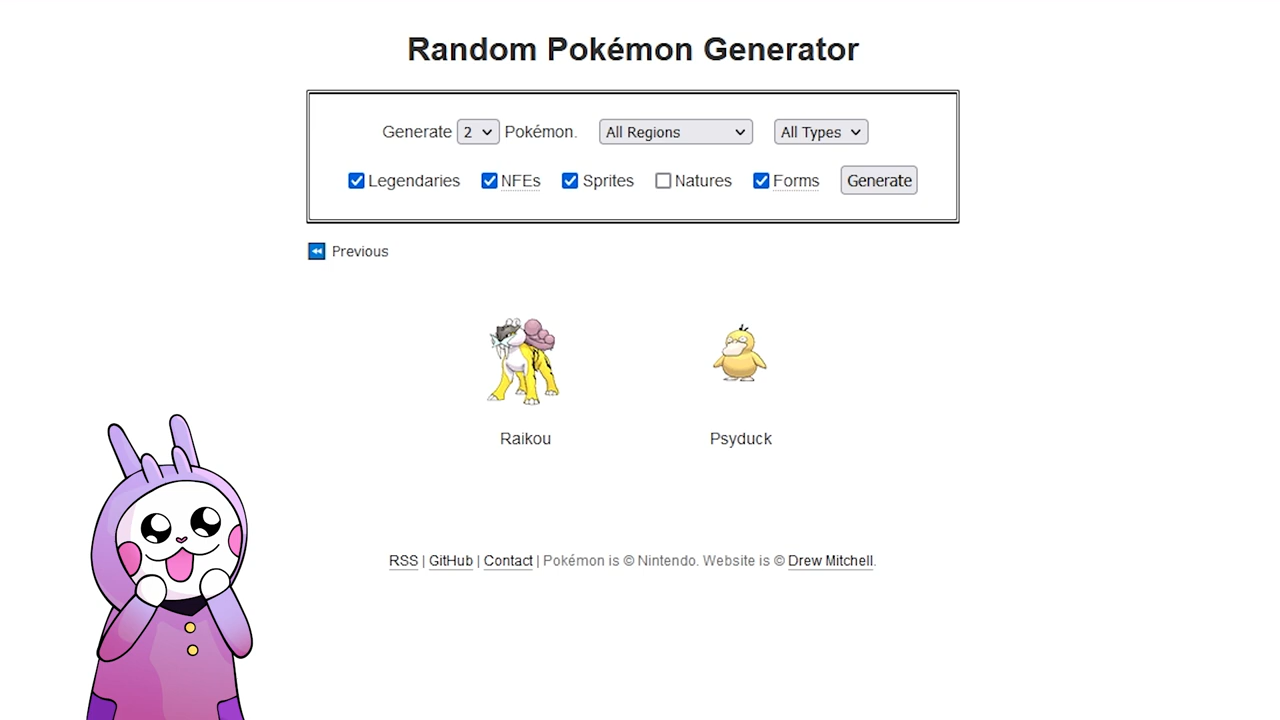 Random Pokémon Generator
Generate 2 Pokémon. All Regions All Types
Legendaries NFEs Sprites Natures Forms Generate
Previous
Raikou Psyduck
RSS | GitHub | Contact | Pokémon is © Nintendo. Website is © Drew Mitchell.